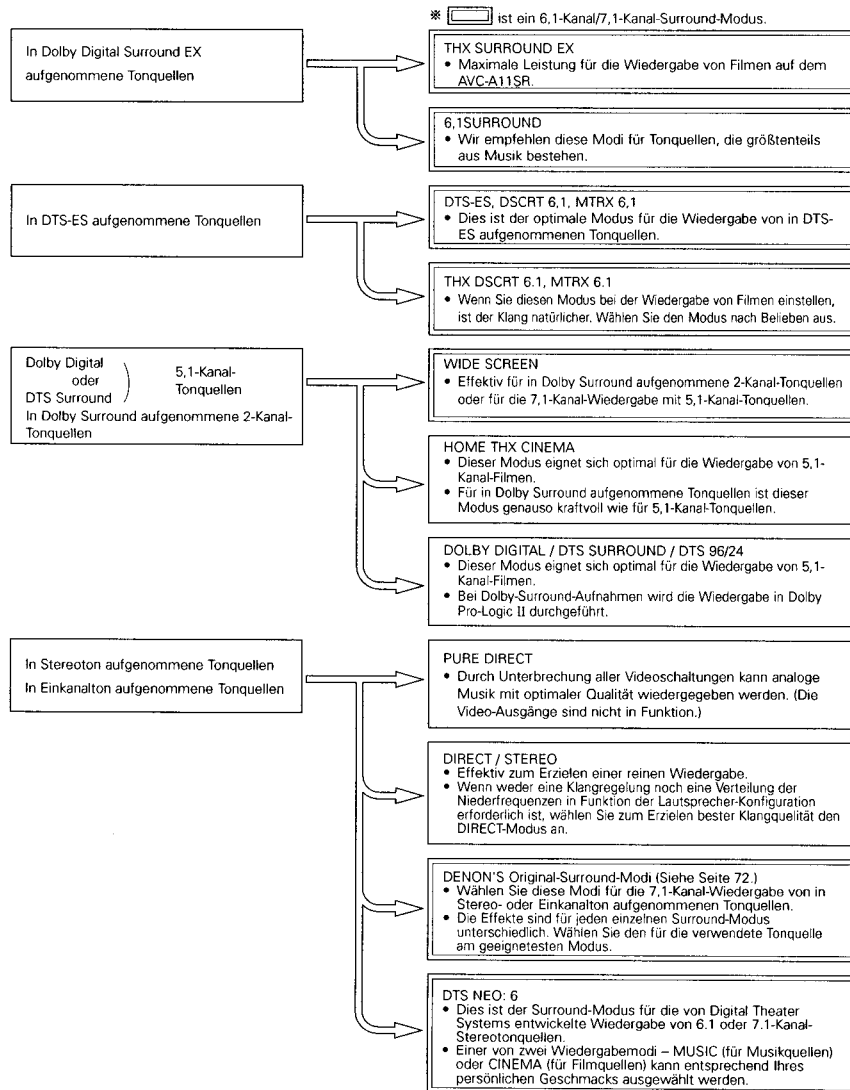 ※ ist ein 6,1-Kanal/7,1-Kanal-Surround-Modus.
In Dolby Digital Surround EX
aufgenommene Tonquellen
THX SURROUND EX
• Maximale Leistung für die Wiedergabe von Filmen auf dem
AVC-A11SR.
6,1SURROUND
• Wir empfehlen diese Modi für Tonquellen, die größtenteils
aus Musik bestehen.
In DTS-ES aufgenommene Tonquellen
DTS-ES, DSCRT 6,1, MTRX 6,1
• Dies ist der optimale Modus für die Wiedergabe von in DTS-
ES aufgenommenen Tonquellen.
THX DSCRT 6.1, MTRX 6.1
• Wenn Sie diesen Modus bei der Wiedergabe von Filmen einstellen,
ist der Klang natürlicher. Wählen Sie den Modus nach Belieben aus.
Dolby Digital
oder
DTS Surround
) 5,1-Kanal-
Tonquellen
In Dolby Surround aufgenommene 2-Kanal-
Tonquellen
WIDE SCREEN
• Effektiv für in Dolby Surround aufgenommene 2-Kanal-Tonquellen
oder für die 7,1-Kanal-Wiedergabe mit 5,1-Kanal-Tonquellen.
HOME THX CINEMA
• Dieser Modus eignet sich optimal für die Wiedergabe von 5,1-
Kanal-Filmen.
• Für in Dolby Surround aufgenommene Tonquellen ist dieser
Modus genauso kraftvoll wie für 5,1-Kanal-Tonquellen.
DOLBY DIGITAL / DTS SURROUND / DTS 96/24
• Dieser Modus eignet sich optimal für die Wiedergabe von 5,1-
Kanal-Filmen.
• Bei Dolby-Surround-Aufnahmen wird die Wiedergabe in Dolby
Pro-Logic II durchgeführt.
In Stereoton aufgenommene Tonquellen
In Einkanalton aufgenommene Tonquellen
PURE DIRECT
• Durch Unterbrechung aller Videoschaltungen kann analoge
Musik mit optimaler Qualität wiedergegeben werden. (Die
Video-Ausgänge sind nicht in Funktion.)
DIRECT / STEREO
• Effektiv zum Erzielen einer reinen Wiedergabe.
• Wenn weder eine Klangregelung noch eine Verteilung der
Niederfrequenzen in Funktion der Lautsprecher-Konfiguration
erforderlich ist, wählen Sie zum Erzielen bester Klangquelität den
DIRECT-Modus an.
DENON'S Original-Surround-Modi (Siehe Seite 72.)
• Wählen Sie diese Modi für die 7,1-Kanal-Wiedergabe von in
Stereo- oder Einkanalton aufgenommenen Tonquellen.
• Die Effekte sind für jeden einzelnen Surround-Modus
unterschiedlich. Wählen Sie den für die verwendete Tonquelle
am geeignetesten Modus.
DTS NEO: 6
• Dies ist der Surround-Modus für die von Digital Theater
Systems entwickelte Wiedergabe von 6.1 oder 7.1-Kanal-
Stereotonquellen.
• Einer von zwei Wiedergabemodi – MUSIC (für Musikquellen)
oder CINEMA (für Filmquellen) kann entsprechend Ihres
persönlichen Geschmacks ausgewählt werden.